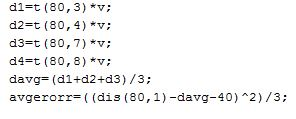 d1=t(80,3)*v;
d2=t(80,4)*v;
d3=t(80,7)*v;
d4=t(80,8)*v;
davg=(d1+d2+d3)/3;
avgerorr=((dis(80,1)-davg-40)^2)/3;